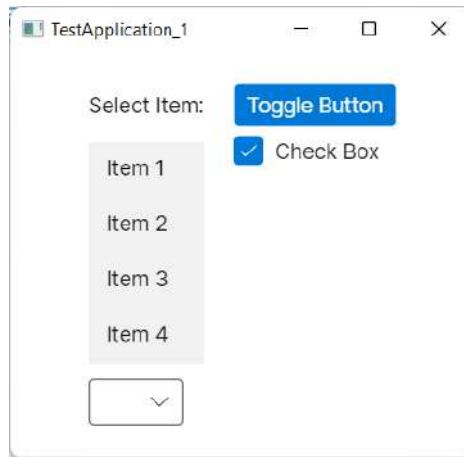 TestApplication_1
Select Item:
Toggle Button
Check Box
Item 1
Item 2
Item 3
Item 4